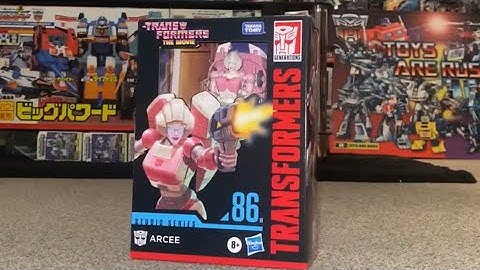 TRANSFORMERS
THE MOVIE
TAKARA
TOMY
GENERATIONS
TRANSFORMERS
86
STUDIO SERIES
ARCEE
8+
Hasbro
ビッグパワード
TOYS
AND RUS